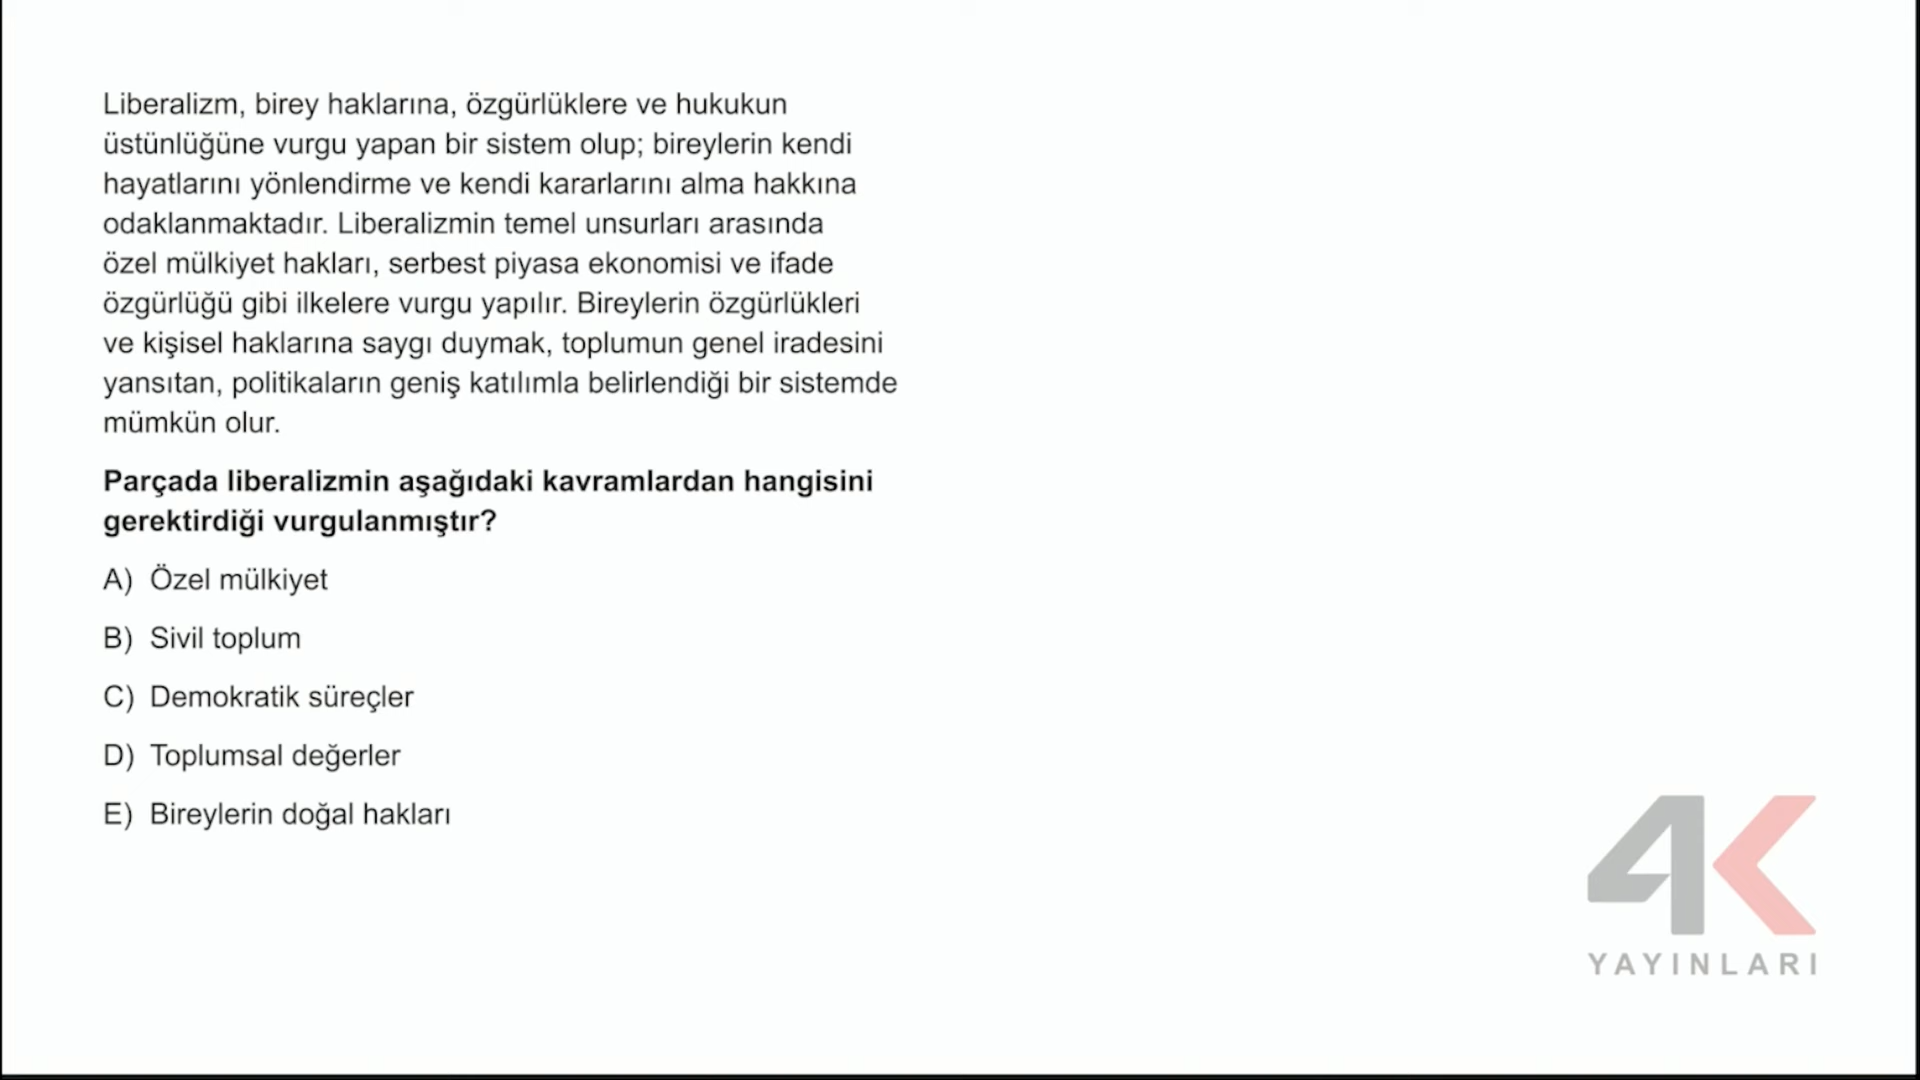 Liberalizm, birey haklarına, özgürlüklere ve hukukun
üstünlüğüne vurgu yapan bir sistem olup; bireylerin kendi
hayatlarını yönlendirme ve kendi kararlarını alma hakkına
odaklanmaktadır. Liberalizmin temel unsurları arasında
özel mülkiyet hakları, serbest piyasa ekonomisi ve ifade
özgürlüğü gibi ilkelere vurgu yapılır. Bireylerin özgürlükleri
ve kişisel haklarına saygı duymak, toplumun genel iradesini
yansıtan, politikaların geniş katılımla belirlendiği bir sistemde
mümkün olur.
Parçada liberalizmin aşağıdaki kavramlardan hangisini
gerektirdiği vurgulanmıştır?
A) Özel mülkiyet
B) Sivil toplum
C) Demokratik süreçler
D) Toplumsal değerler
E) Bireylerin doğal hakları
4K
YAYINLARI